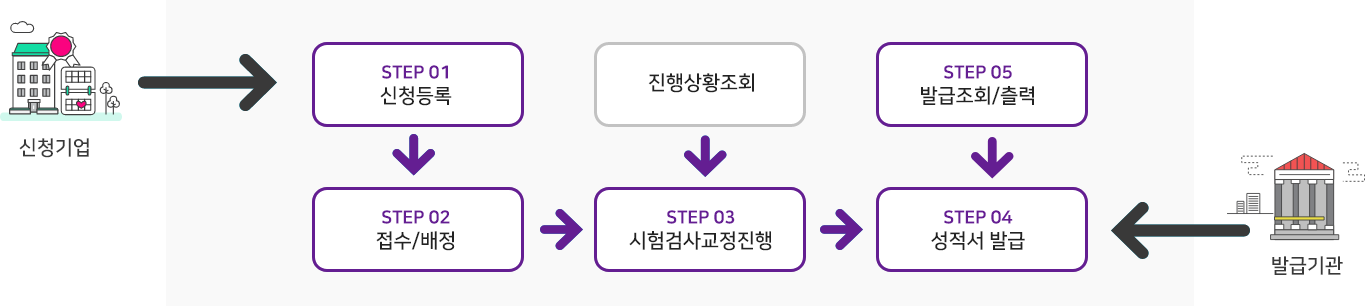 신청기업
STEP 01
신청등록
진행상황조회
STEP 05
발급조회/출력
STEP 02
접수/배정
STEP 03
시험검사교정진행
STEP 04
성적서 발급
발급기관